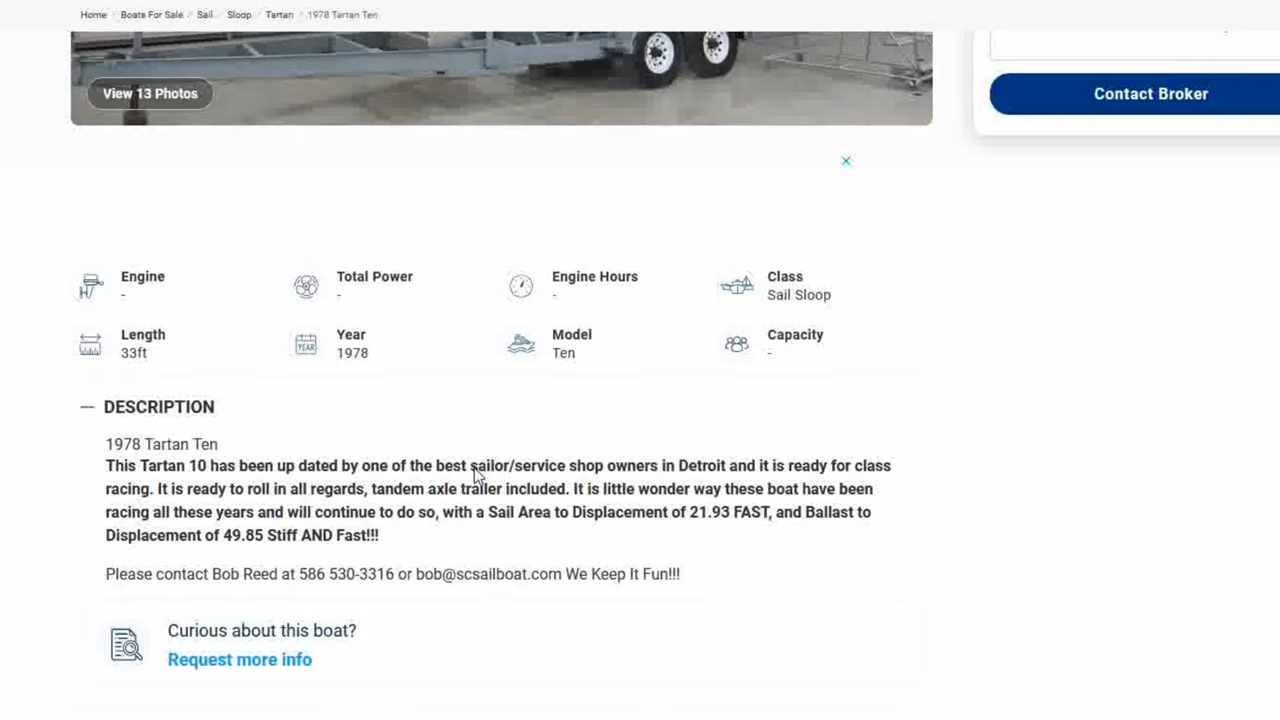 Home / Boats For Sale / Sail / Sloop / Tartan / 1978 Tartan Ten
View 13 Photos
Contact Broker
Engine
-
Total Power
-
Engine Hours
-
Class
Sail Sloop
Length
33ft
Year
1978
Model
Ten
Capacity
-
YEAR
— DESCRIPTION
1978 Tartan Ten
This Tartan 10 has been up dated by one of the best sailor/service shop owners in Detroit and it is ready for class
racing. It is ready to roll in all regards, tandem axle trailer included. It is little wonder way these boat have been
racing all these years and will continue to do so, with a Sail Area to Displacement of 21.93 FAST, and Ballast to
Displacement of 49.85 Stiff AND Fast!!!
Please contact Bob Reed at 586 530-3316 or bob@scsailboat.com We Keep It Fun!!!
Curious about this boat?
Request more info